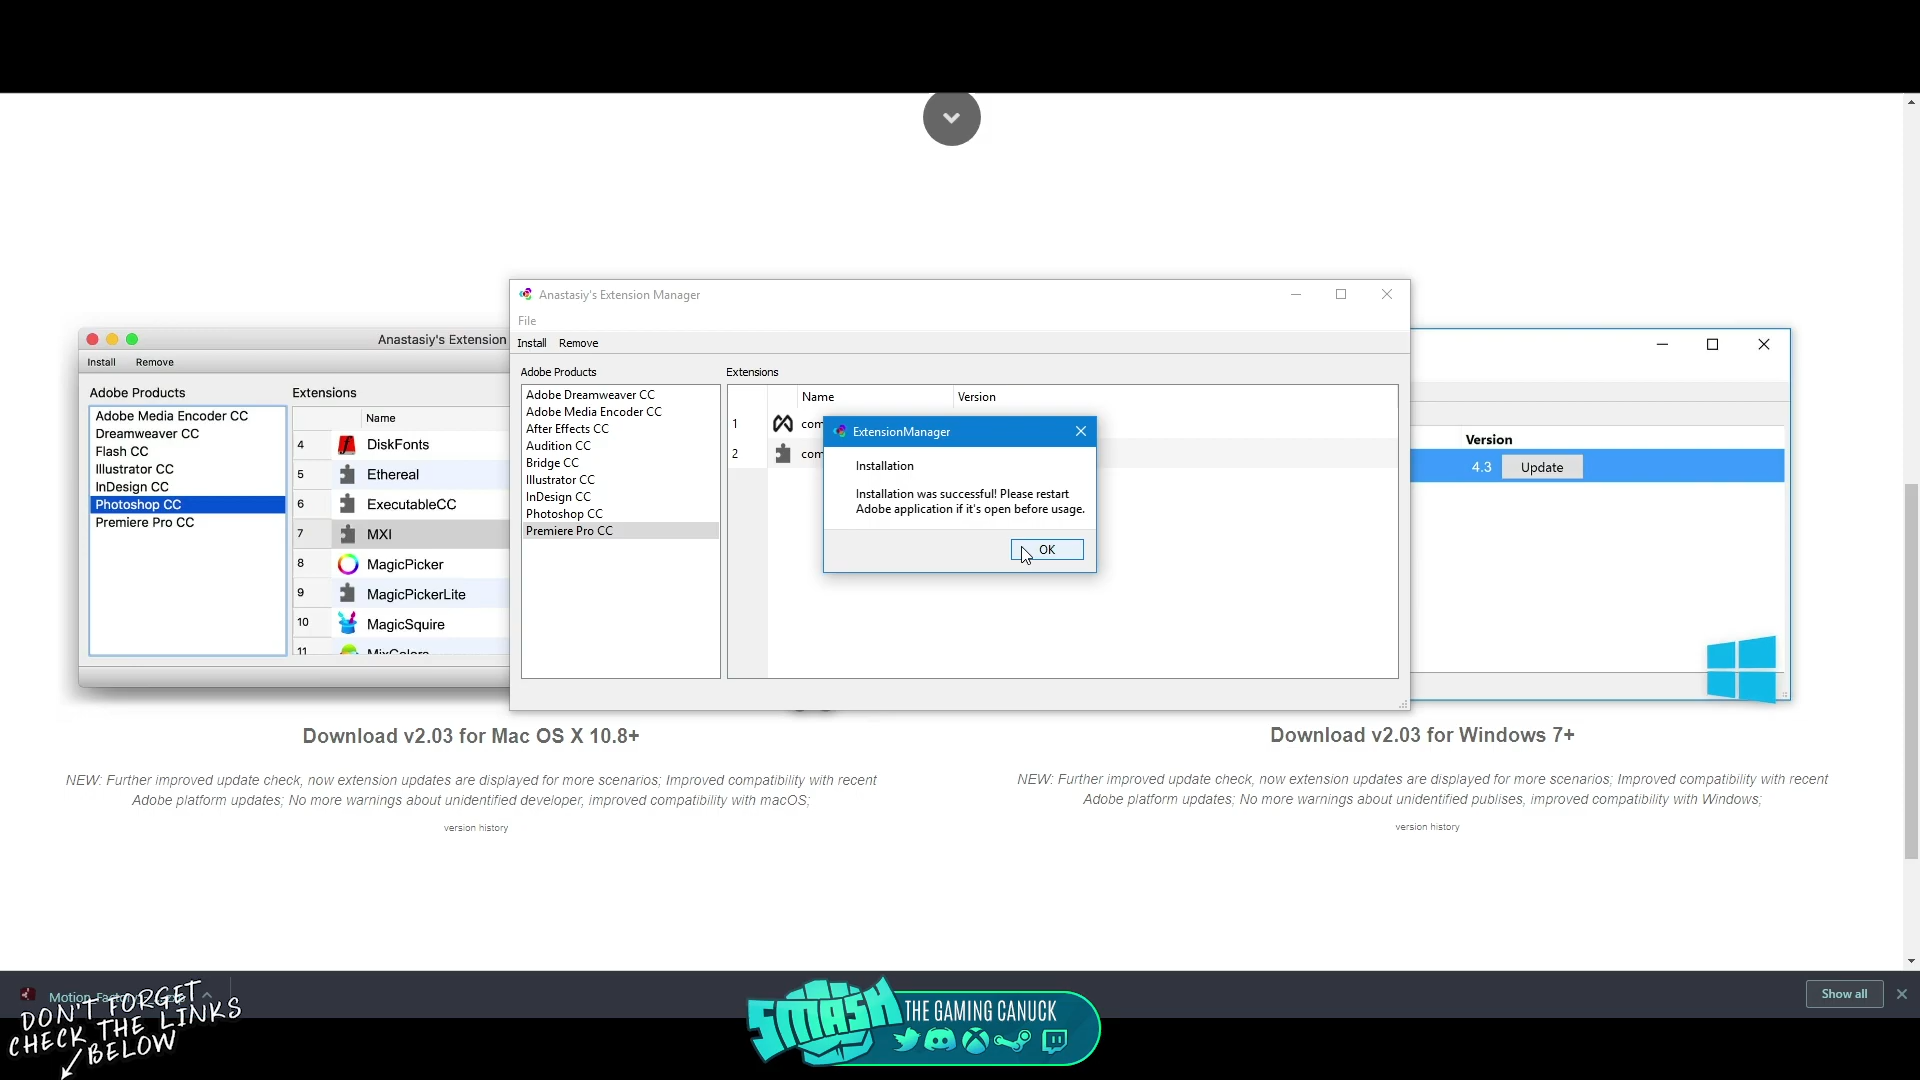 Anastasiy's Extension Manager
File
Install Remove
Adobe Products Extensions
Adobe Dreamweaver CC
Adobe Media Encoder CC
After Effects CC
Audition CC
Bridge CC
Illustrator CC
InDesign CC
Photoshop CC
Premiere Pro CC
Name Version
1 com
2 com
ExtensionManager
Installation
Installation was successful! Please restart
Adobe application if it's open before usage.
OK
Anastasiy's Extension
Install Remove
Adobe Products Extensions
Adobe Media Encoder CC
Dreamweaver CC
Flash CC
Illustrator CC
InDesign CC
Photoshop CC
Premiere Pro CC
Name
4 DiskFonts
5 Ethereal
6 ExecutableCC
7 MXI
8 MagicPicker
9 MagicPickerLite
10 MagicSquire
11 MixColors
Version
4.3 Update
Download v2.03 for Mac OS X 10.8+
NEW: Further improved update check, now extension updates are displayed for more scenarios; Improved compatibility with recent
Adobe platform updates; No more warnings about unidentified developer, improved compatibility with macOS;
version history
Download v2.03 for Windows 7+
NEW: Further improved update check, now extension updates are displayed for more scenarios; Improved compatibility with recent
Adobe platform updates; No more warnings about unidentified publises, improved compatibility with Windows;
version history
Motion Factory
DON'T FORGET
CHECK THE LINKS
BELOW
SMASH
THE GAMING CANUCK
Show all